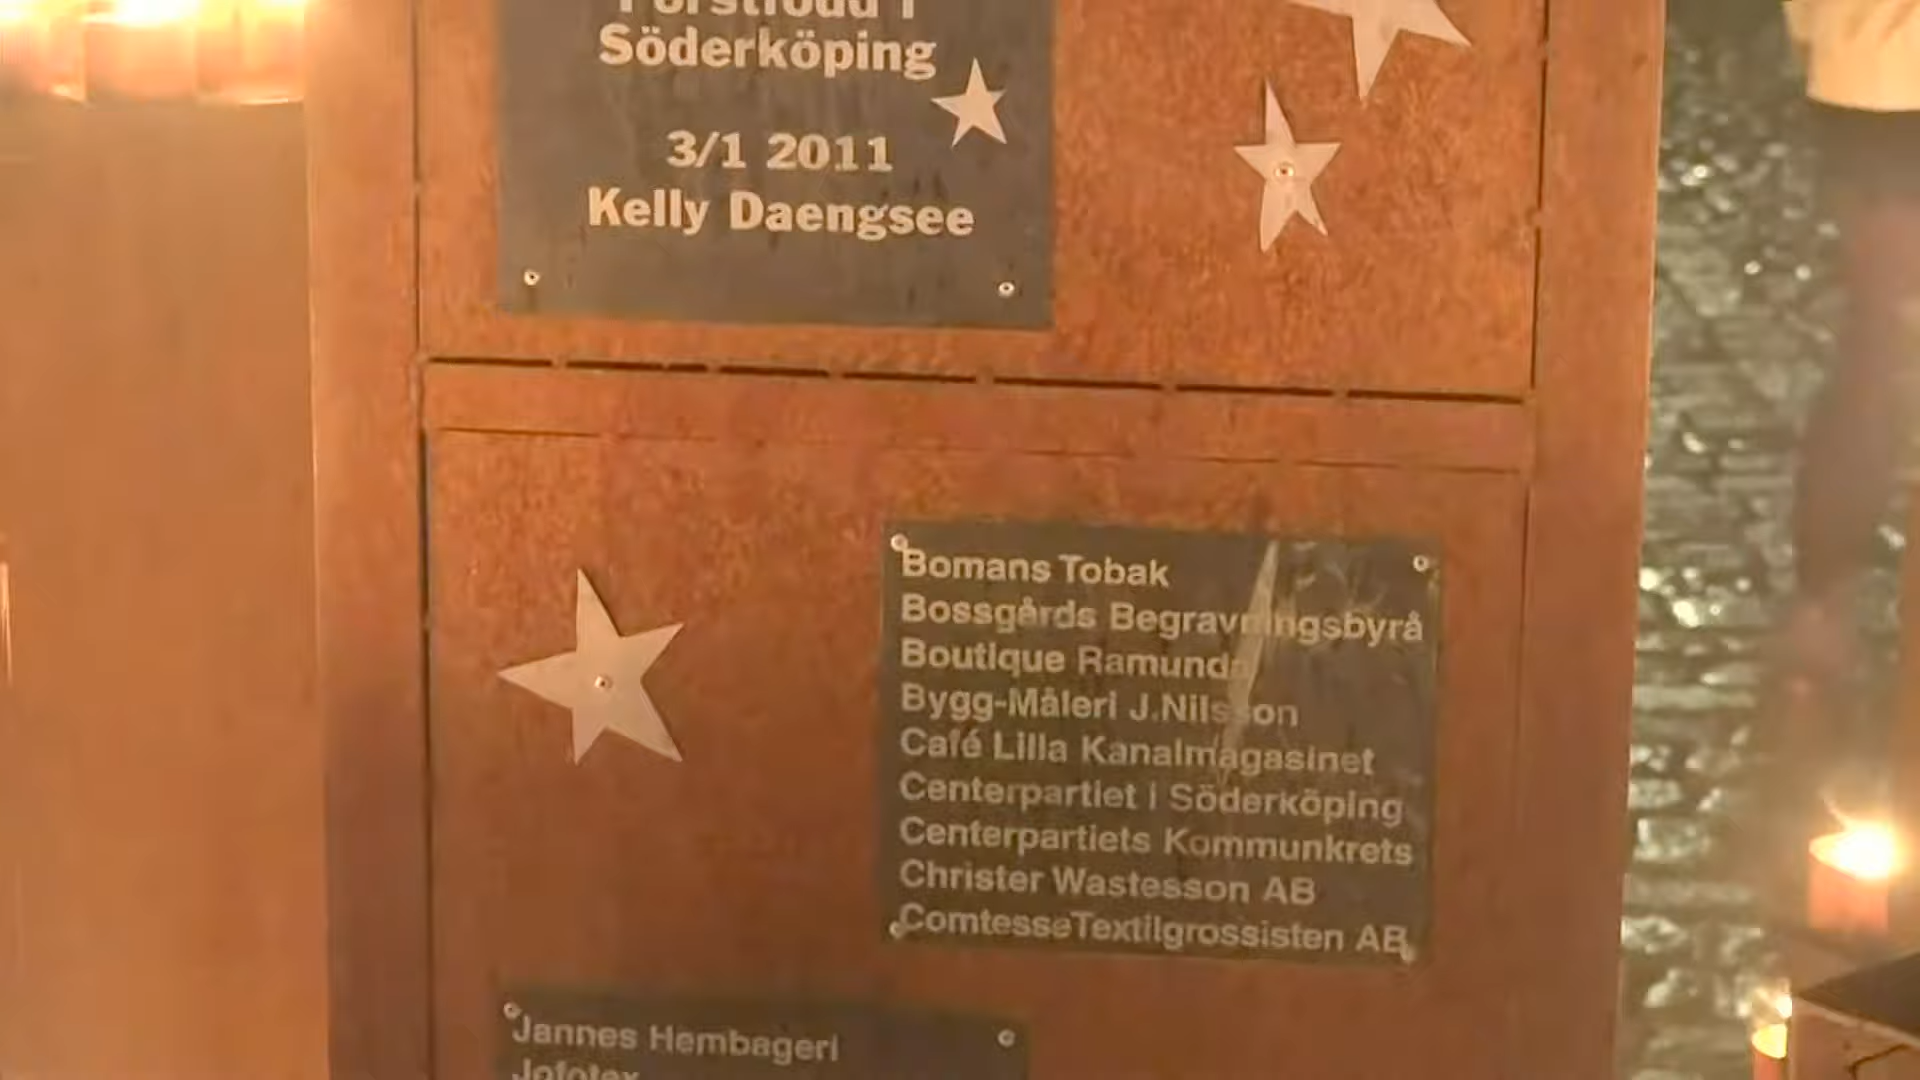 Förstfödd i
Söderköping
3/1 2011
Kelly Daengsee
Bomans Tobak
Bossgårds Begravningsbyrå
Boutique Ramunda
Bygg-Måleri J.Nilsson
Café Lilla Kanalmagasinet
Centerpartiet i Söderköping
Centerpartiets Kommunkrets
Christer Wastesson AB
ComtesseTextilgrossisten AB
Jannes Hembageri
Jofotex